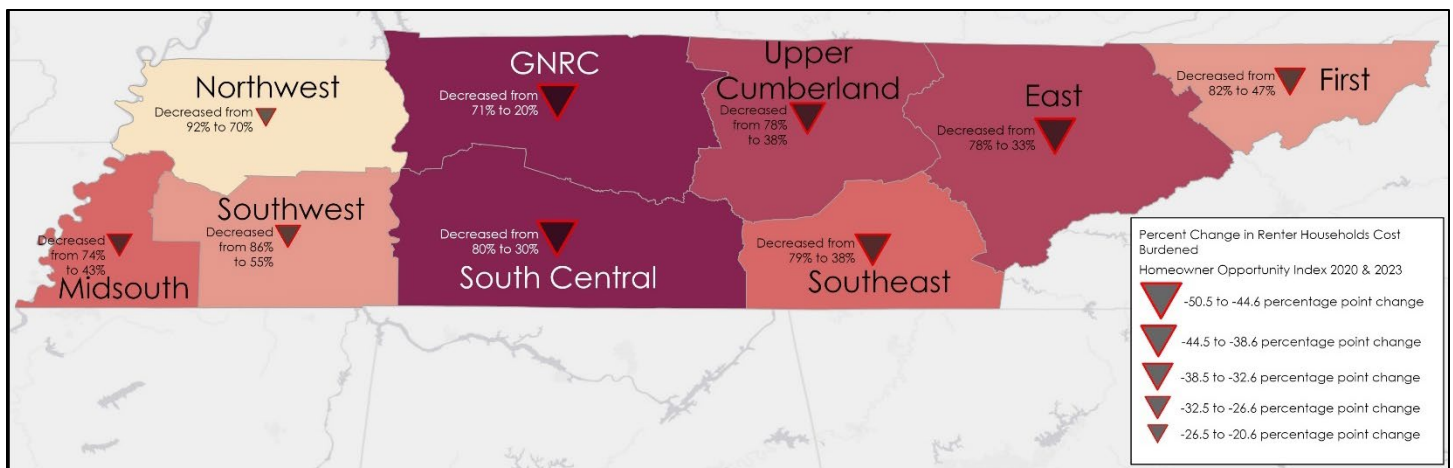 Northwest
Decreased from
92% to 70%
GNRC
Decreased from
71% to 20%
Upper
Cumberland
Decreased
from 78%
to 38%
East
Decreased from
78% to 33%
Decreased from
82% to 47%
First
Decreased
from 74%
to 43%
Midsouth
Southwest
Decreased
from 86%
to 55%
Decreased from
80% to 30%
South Central
Decreased from
79% to 38%
Southeast
Percent Change in Renter Households Cost
Burdened
Homeowner Opportunity Index 2020 & 2023
-50.5 to -44.6 percentage point change
-44.5 to -38.6 percentage point change
-38.5 to -32.6 percentage point change
-32.5 to -26.6 percentage point change
-26.5 to -20.6 percentage point change